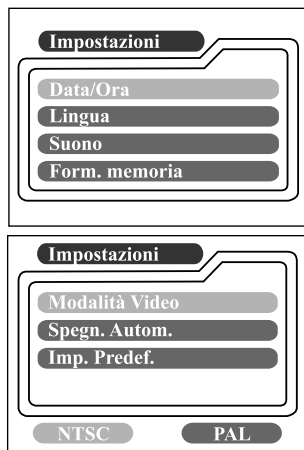 Impostazioni
Data/Ora
Lingua
Suono
Form. memoria
Impostazioni
Modalità Video
Spegn. Autom.
Imp. Predef.
NTSC PAL